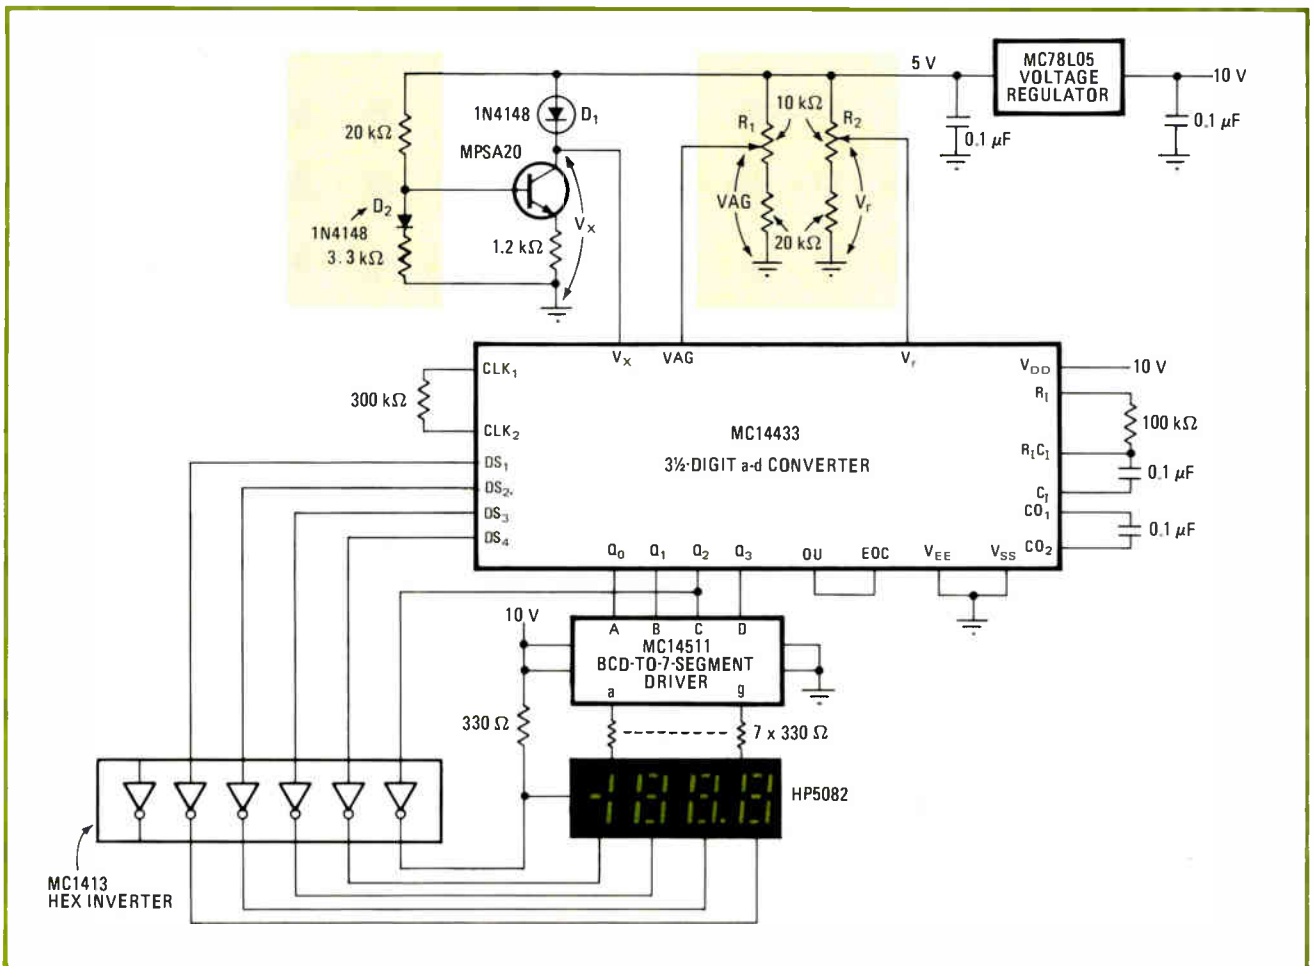 5 V
MC78L05
VOLTAGE
REGULATOR
10 V
0.1 µF
0.1 µF
1N4148
D1
20 kΩ
MPSA20
D2
1N4148
3.3 kΩ
1.2 kΩ
Vx
R1
10 kΩ
R2
VAG
Vr
20 kΩ
VX
VAG
Vr
CLK1
300 kΩ
CLK2
DS1
DS2.
DS3
DS4
MC14433
3½-DIGIT a-d CONVERTER
VDD
10 V
RI
100 kΩ
RICI
0.1 µF
CI
CO1
0.1 µF
CO2
Q0
Q1
Q2
Q3
OU
EOC
VEE
VSS
10 V
A
B
C
D
MC14511
BCD-TO-7-SEGMENT
DRIVER
a
g
330 Ω
7 x 330 Ω
-188.8
HP5082
MC1413
HEX INVERTER